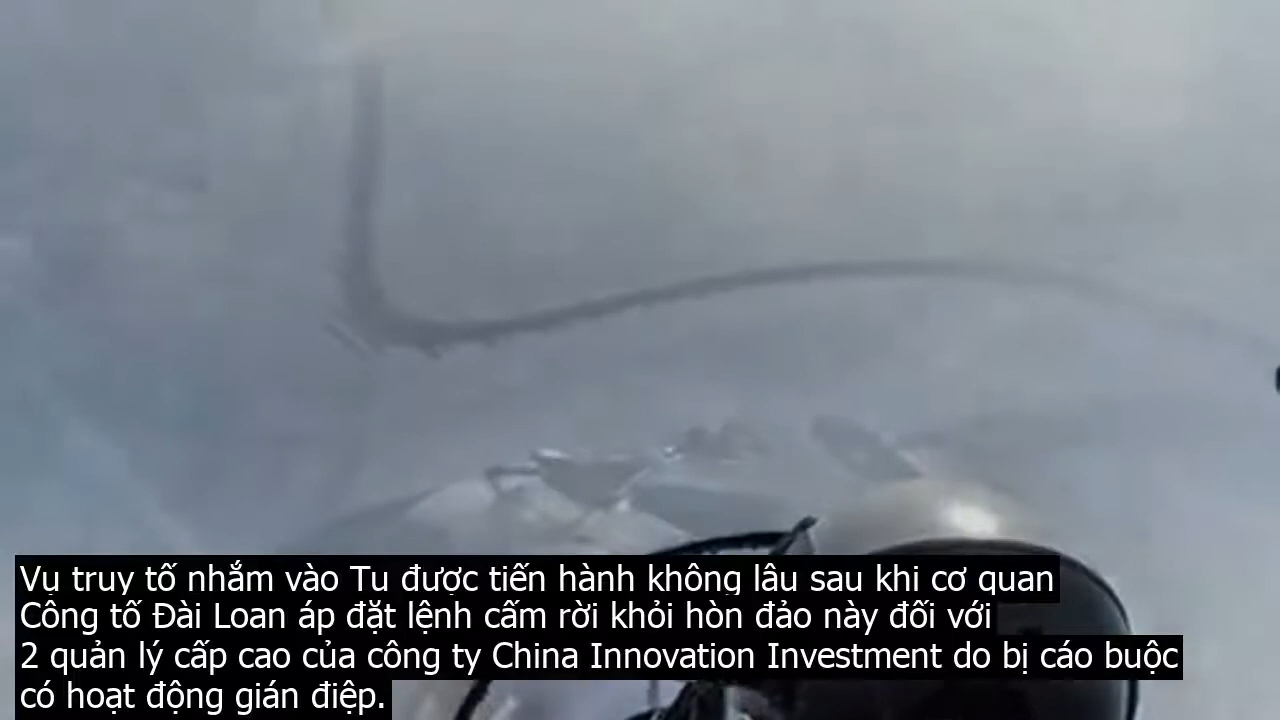 Vụ truy tố nhắm vào Tu được tiến hành không lâu sau khi cơ quan
Công tố Đài Loan áp đặt lệnh cấm rời khỏi hòn đảo này đối với
2 quản lý cấp cao của công ty China Innovation Investment do bị cáo buộc
có hoạt động gián điệp.